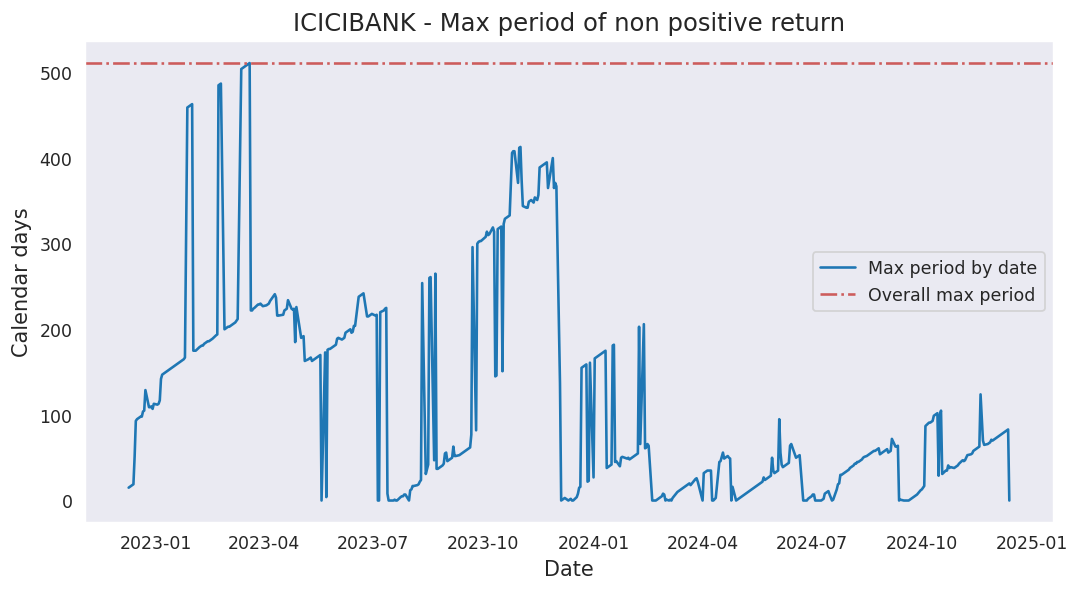 ICICIBANK - Max period of non positive return
Calendar days
500
400
300
200
100
0
Max period by date
Overall max period
2023-01 2023-04 2023-07 2023-10 2024-01 2024-04 2024-07 2024-10 2025-01
Date